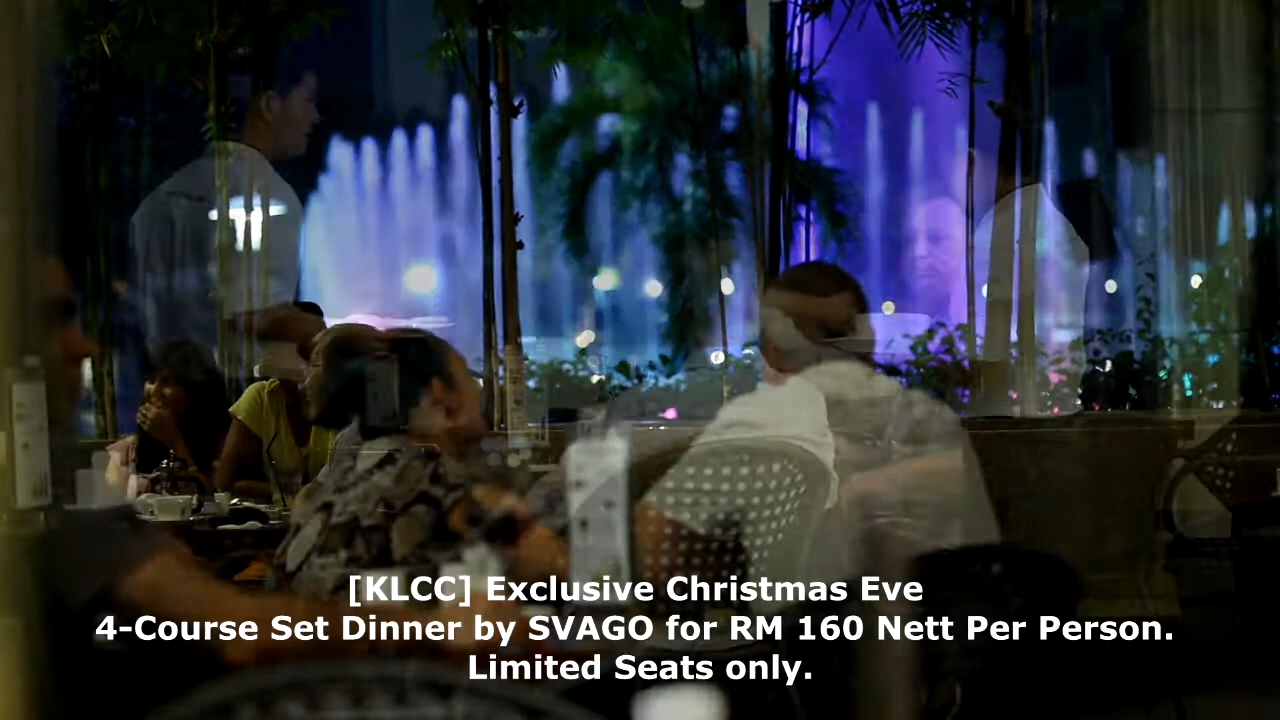 [KLCC] Exclusive Christmas Eve
4-Course Set Dinner by SVAGO for RM 160 Nett Per Person.
Limited Seats only.